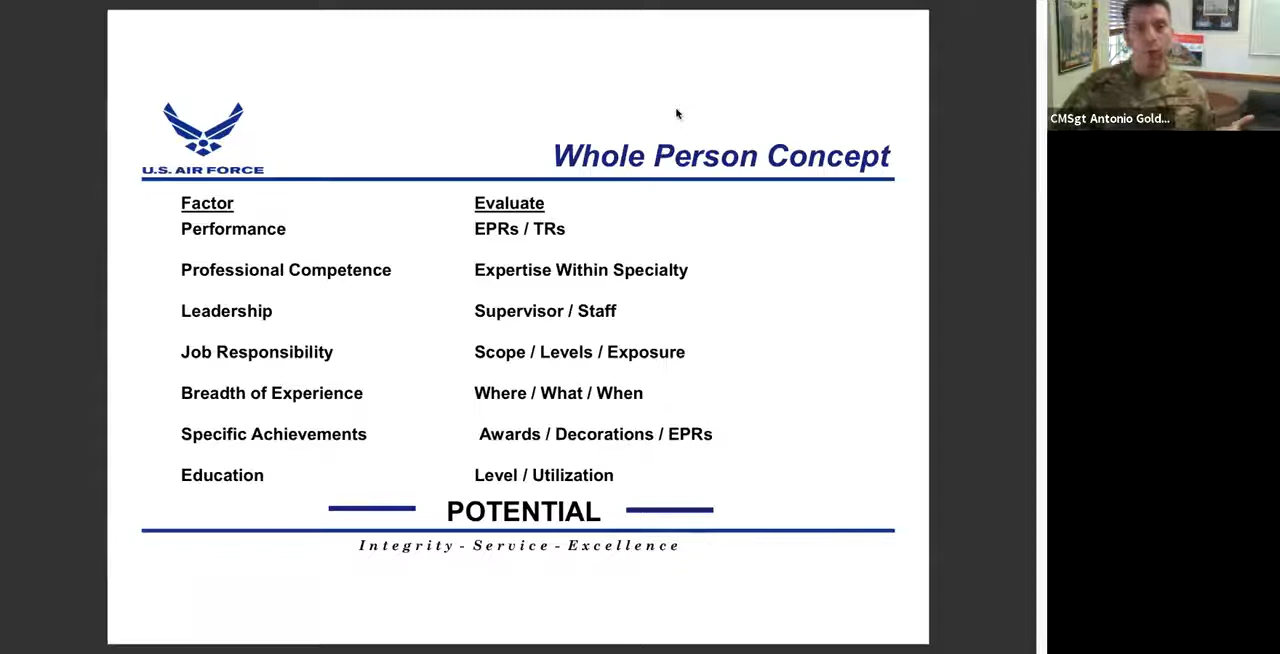 U.S. AIR FORCE
Whole Person Concept
Factor Evaluate
Performance EPRs / TRs
Professional Competence Expertise Within Specialty
Leadership Supervisor / Staff
Job Responsibility Scope / Levels / Exposure
Breadth of Experience Where / What / When
Specific Achievements Awards / Decorations / EPRs
Education Level / Utilization
POTENTIAL
Integrity - Service - Excellence
CMSgt Antonio Gold...